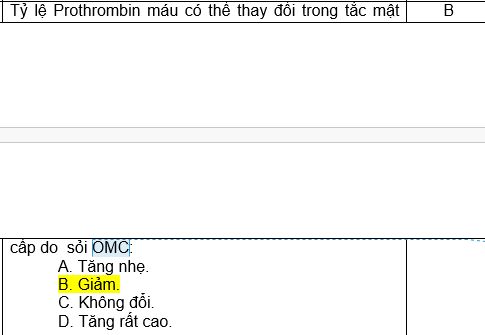 Tỷ lệ Prothrombin máu có thể thay đổi trong tắc mật
B
cấp do sỏi OMC:
A. Tăng nhẹ.
B. Giảm.
C. Không đổi.
D. Tăng rất cao.